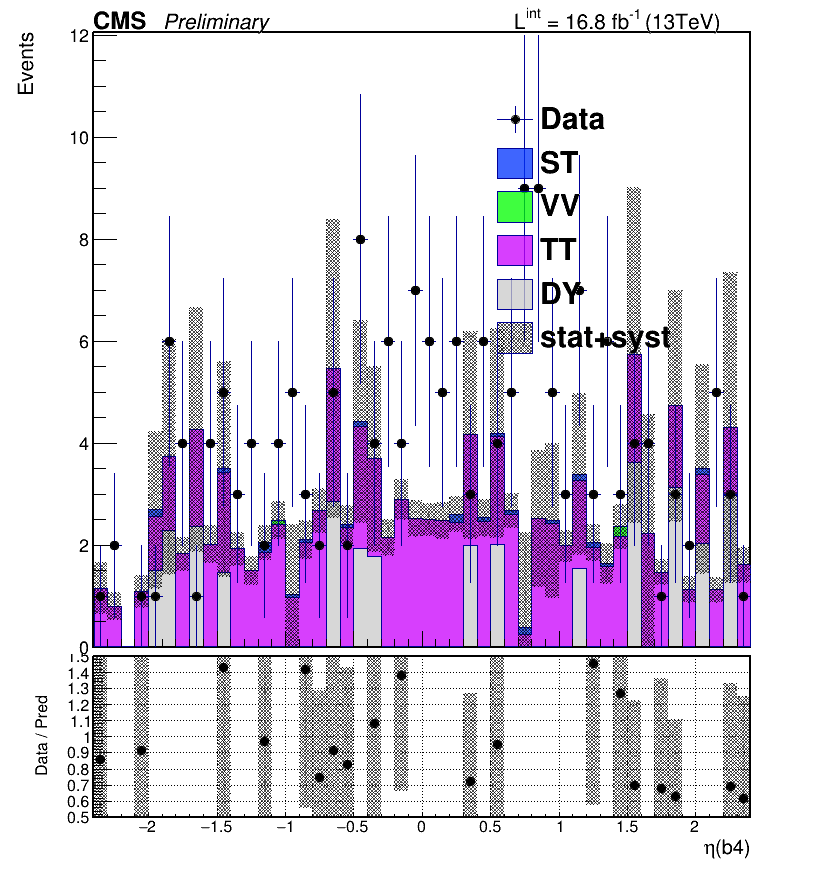 CMS Preliminary L^int = 16.8 fb^-1 (13TeV)
Events
12
10
8
6
4
2
0
Data
ST
VV
TT
DY
stat+syst
Data / Pred
1.5
1.4
1.3
1.2
1.1
1
0.9
0.8
0.7
0.6
0.5
−2 −1.5 −1 −0.5 0 0.5 1 1.5 2
η(b4)